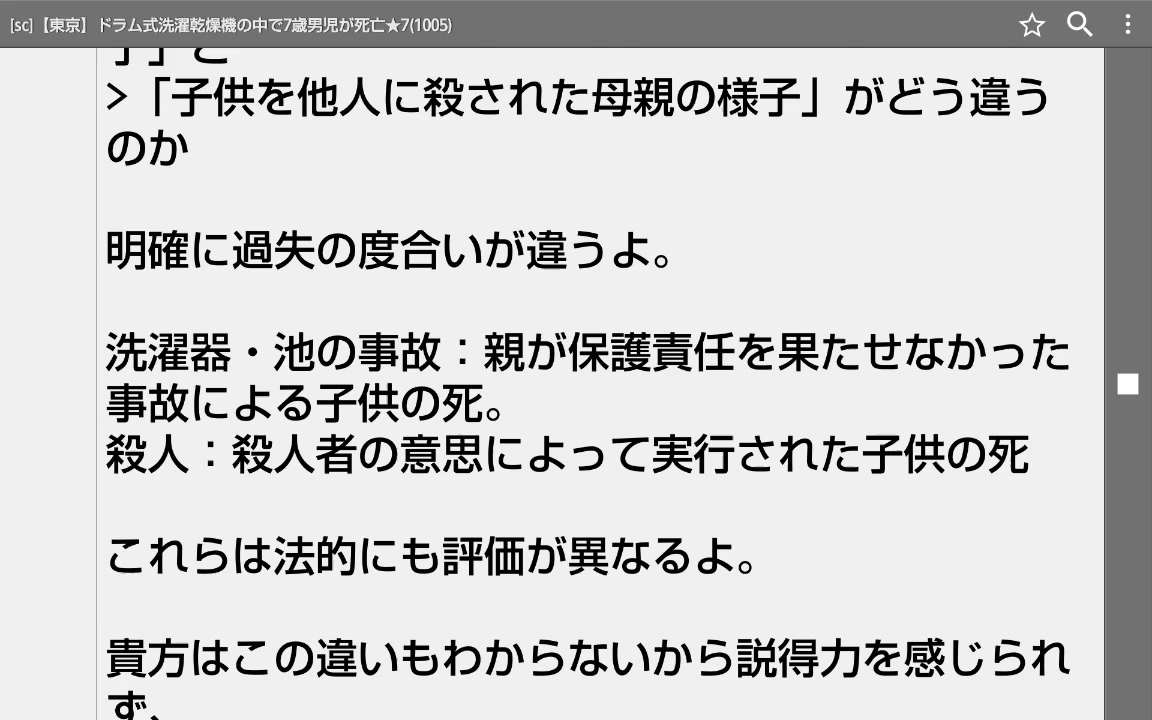 [sc]【東京】ドラム式洗濯乾燥機の中で7歳男児が死亡★7(1005)
子」と
>「子供を他人に殺された母親の様子」がどう違う
のか
明確に過失の度合いが違うよ。
洗濯器・池の事故：親が保護責任を果たせなかった
事故による子供の死。
殺人：殺人者の意思によって実行された子供の死
これらは法的にも評価が異なるよ。
貴方はこの違いもわからないから説得力を感じられ
ず、